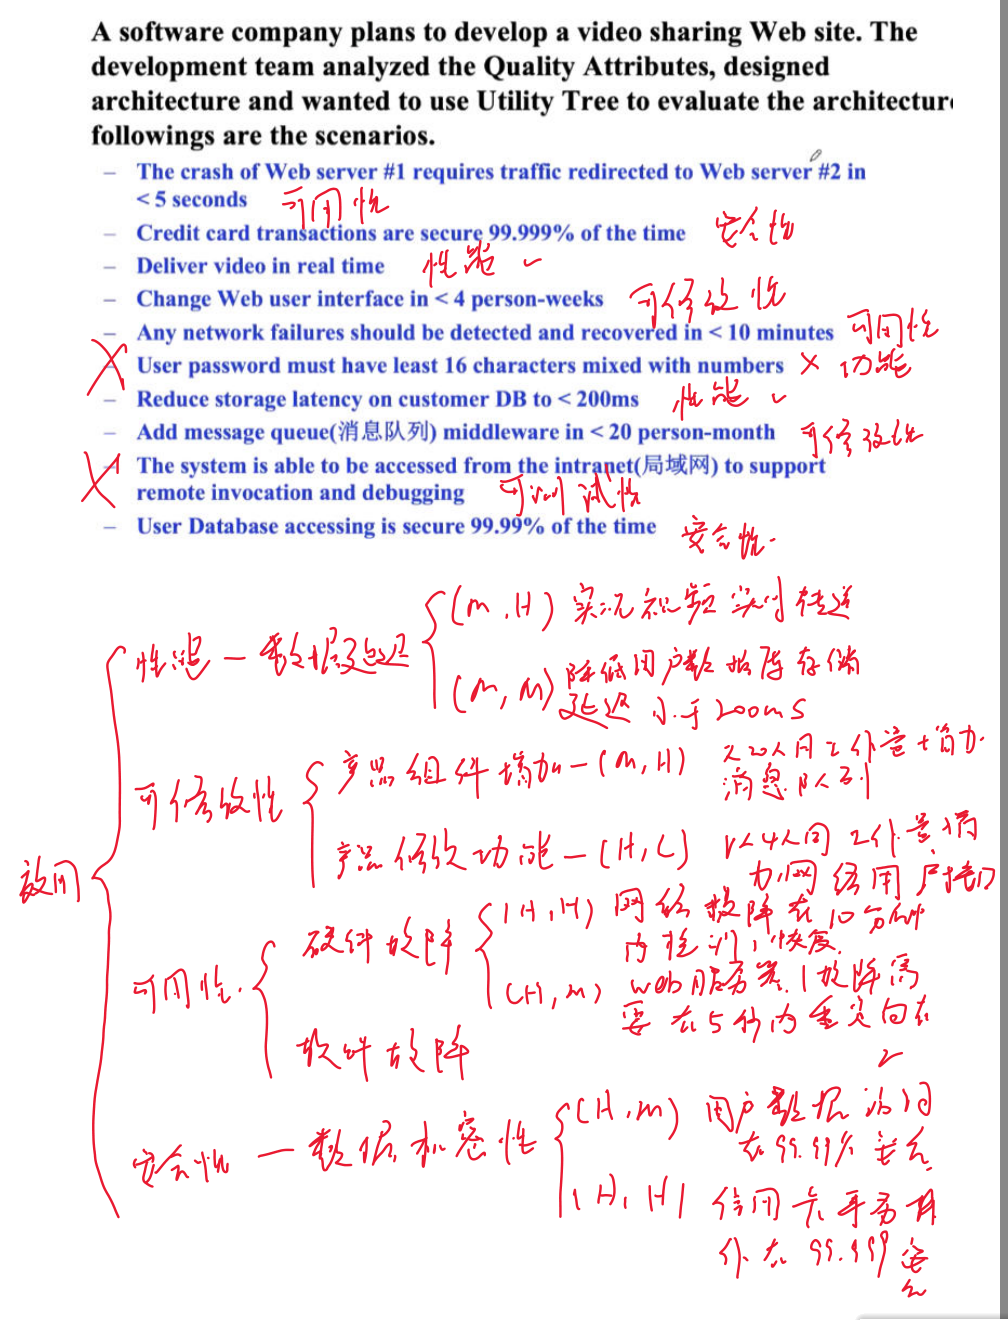 A software company plans to develop a video sharing Web site. The
development team analyzed the Quality Attributes, designed
architecture and wanted to use Utility Tree to evaluate the architectur
followings are the scenarios.
– The crash of Web server #1 requires traffic redirected to Web server #2 in
< 5 seconds 可用性
– Credit card transactions are secure 99.999% of the time 安全性
– Deliver video in real time 性能 ✓
– Change Web user interface in < 4 person-weeks 可修改性
– Any network failures should be detected and recovered in < 10 minutes 可用性
User password must have least 16 characters mixed with numbers × 功能
– Reduce storage latency on customer DB to < 200ms 性能 ✓
– Add message queue(消息队列) middleware in < 20 person-month 可修改性
The system is able to be accessed from the intranet(局域网) to support
remote invocation and debugging 可测试性
– User Database accessing is secure 99.99% of the time 安全性.
(m,H) 实况视频实时传送
性能 — 数据延迟
(m,m) 降低用户数据库存储
延迟 小于200ms
产品组件增加 — (m,H) 以20人月工作量增加
消息队列
可修改性
产品修改功能 — (H,L) 以4人周工作量
用户接口
效用
硬件故障 (H,H) 网络故障在10分钟
内检测恢复.
可用性.
(H,m) web服务器1故障需
要在5秒内重定向在
2
软件故障
(H,m) 用户数据访问
在99.99%安全.
安全性 — 数据机密性
(H,H) 信用卡
在99.999安
全